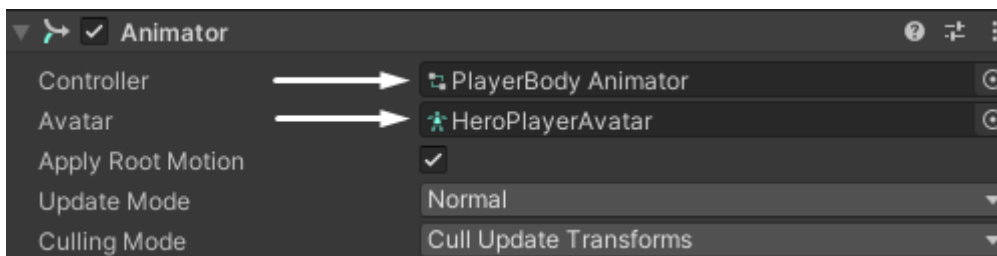 Animator
Controller PlayerBody Animator
Avatar HeroPlayerAvatar
Apply Root Motion
Update Mode Normal
Culling Mode Cull Update Transforms